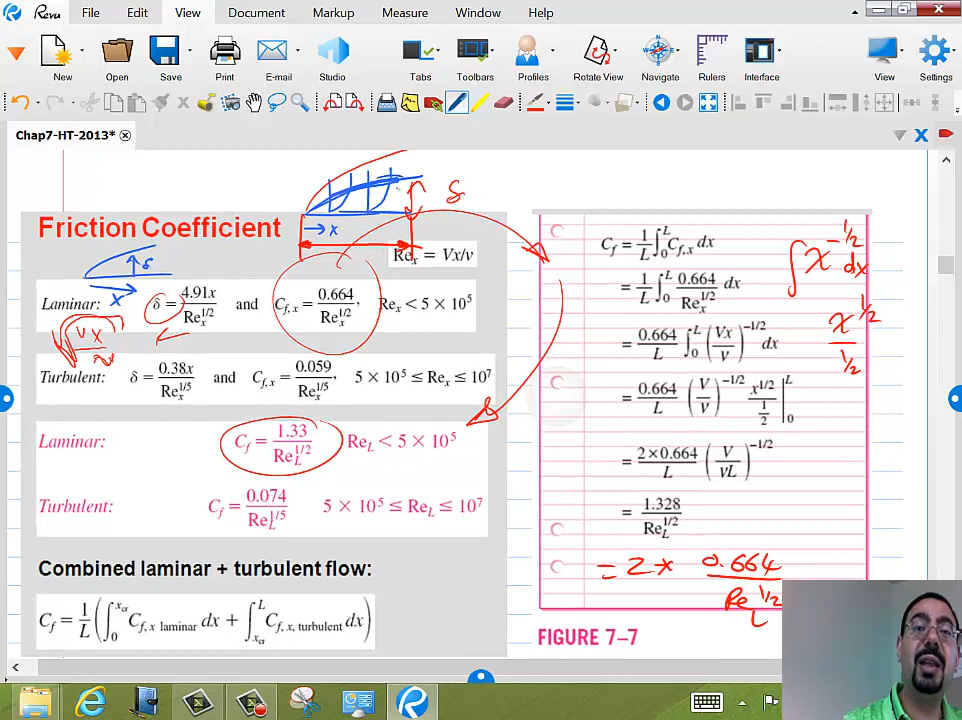 Revu File Edit View Document Markup Measure Window Help
New Open Save Print E-mail Studio Tabs Toolbars Profiles Rotate View Navigate Rulers Interface View Settings
Chap7-HT-2013*
δ
x
Friction Coefficient
Re_x = Vx/ν
δ
x
Laminar: δ = 4.91x / Re_x^{1/2} and C_{f,x} = 0.664 / Re_x^{1/2}, Re_x < 5 × 10^5
Vx / ν
Turbulent: δ = 0.38x / Re_x^{1/5} and C_{f,x} = 0.059 / Re_x^{1/5}, 5 × 10^5 ≤ Re_x ≤ 10^7
Laminar: C_f = 1.33 / Re_L^{1/2} Re_L < 5 × 10^5
Turbulent: C_f = 0.074 / Re_L^{1/5} 5 × 10^5 ≤ Re_L ≤ 10^7
Combined laminar + turbulent flow:
C_f = 1/L (∫_0^{x_cr} C_{f, x laminar} dx + ∫_{x_cr}^L C_{f, x, turbulent} dx)
C_f = 1/L ∫_0^L C_{f,x} dx
= 1/L ∫_0^L 0.664 / Re_x^{1/2} dx
= 0.664/L ∫_0^L (Vx/ν)^{-1/2} dx
= 0.664/L (V/ν)^{-1/2} x^{1/2} / (1/2) |_0^L
= 2×0.664 / L (V/νL)^{-1/2}
= 1.328 / Re_L^{1/2}
= 2 × 0.664 / Re_L^{1/2}
∫ x^{-1/2} dx
x^{1/2} / 1/2
FIGURE 7–7